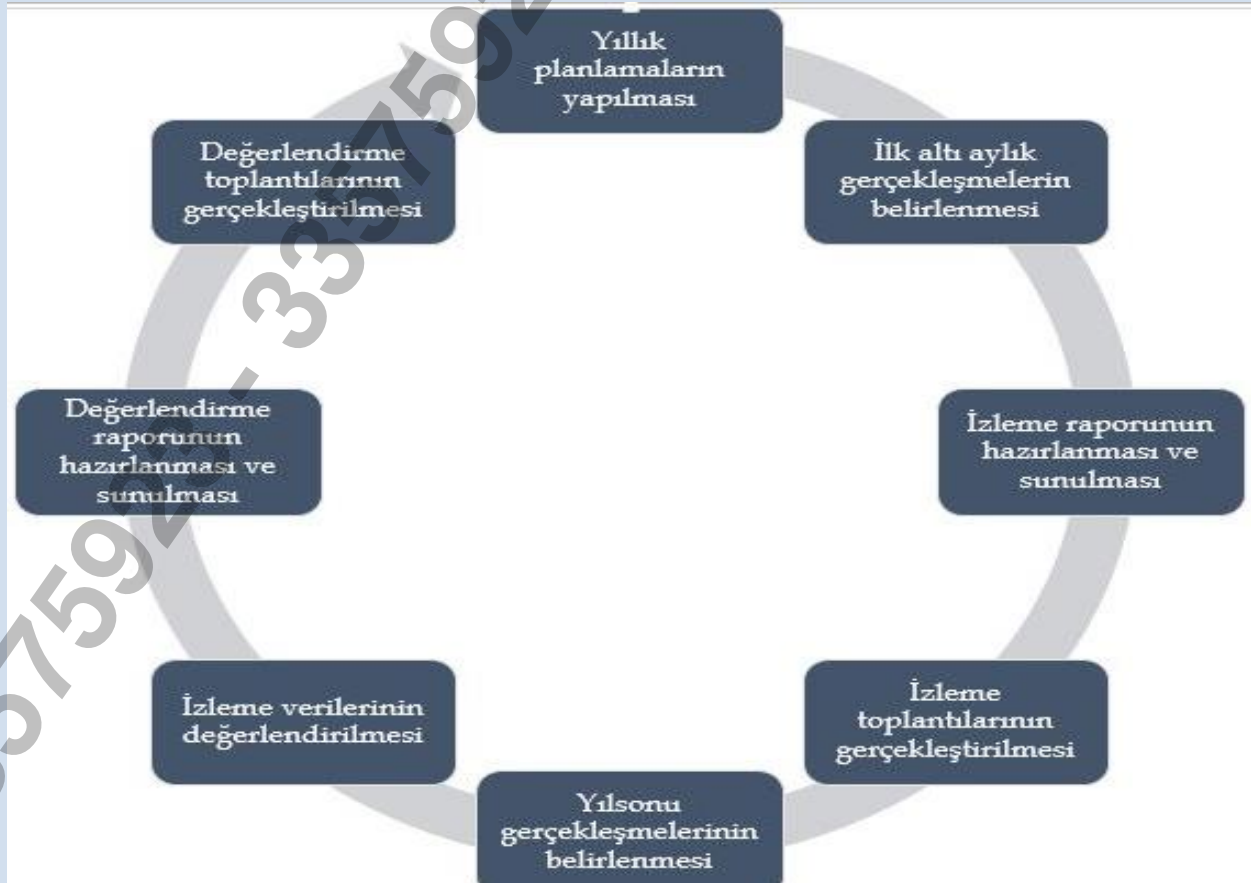 Yıllık
planlamaların
yapılması
İlk altı aylık
gerçekleşmelerin
belirlenmesi
İzleme raporunun
hazırlanması ve
sunulması
İzleme
toplantılarının
gerçekleştirilmesi
Yılsonu
gerçekleşmelerinin
belirlenmesi
İzleme verilerinin
değerlendirilmesi
Değerlendirme
raporunun
hazırlanması ve
sunulması
Değerlendirme
toplantılarının
gerçekleştirilmesi